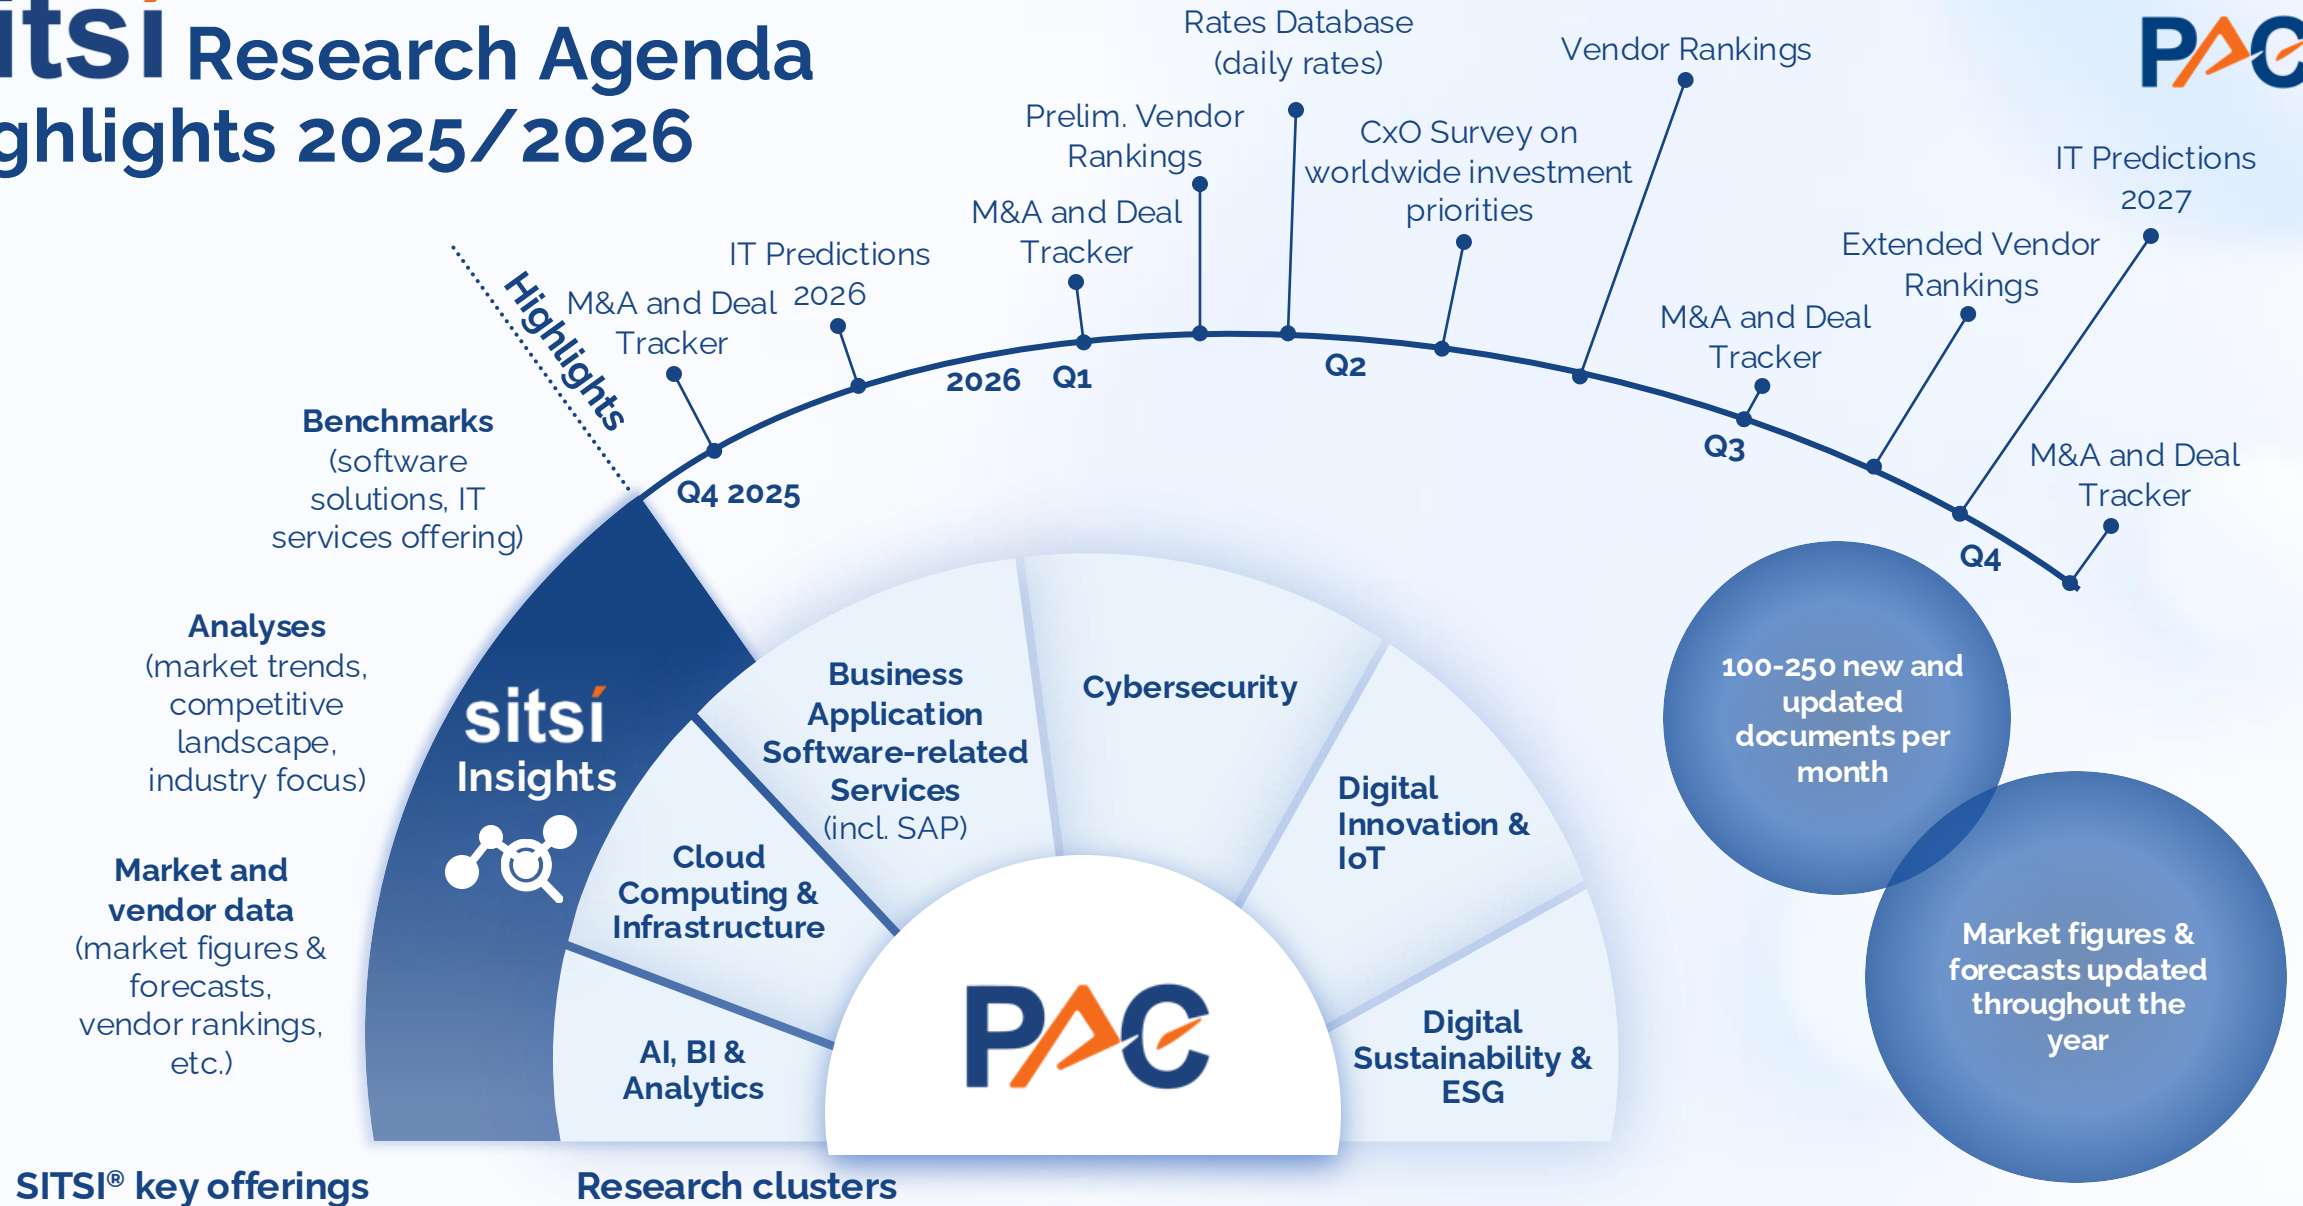 itsí Research Agenda
ghlights 2025/2026
PAC
Highlights
M&A and Deal
Tracker
IT Predictions
2026
M&A and Deal
Tracker
Prelim. Vendor
Rankings
Rates Database
(daily rates)
CxO Survey on
worldwide investment
priorities
Vendor Rankings
M&A and Deal
Tracker
Extended Vendor
Rankings
IT Predictions
2027
M&A and Deal
Tracker
Q4 2025
2026 Q1
Q2
Q3
Q4
Benchmarks
(software
solutions, IT
services offering)
Analyses
(market trends,
competitive
landscape,
industry focus)
Market and
vendor data
(market figures &
forecasts,
vendor rankings,
etc.)
sitsí
Insights
AI, BI &
Analytics
Cloud
Computing &
Infrastructure
Business
Application
Software-related
Services
(incl. SAP)
Cybersecurity
Digital
Innovation &
IoT
Digital
Sustainability &
ESG
PAC
100-250 new and
updated
documents per
month
Market figures &
forecasts updated
throughout the
year
SITSI® key offerings
Research clusters